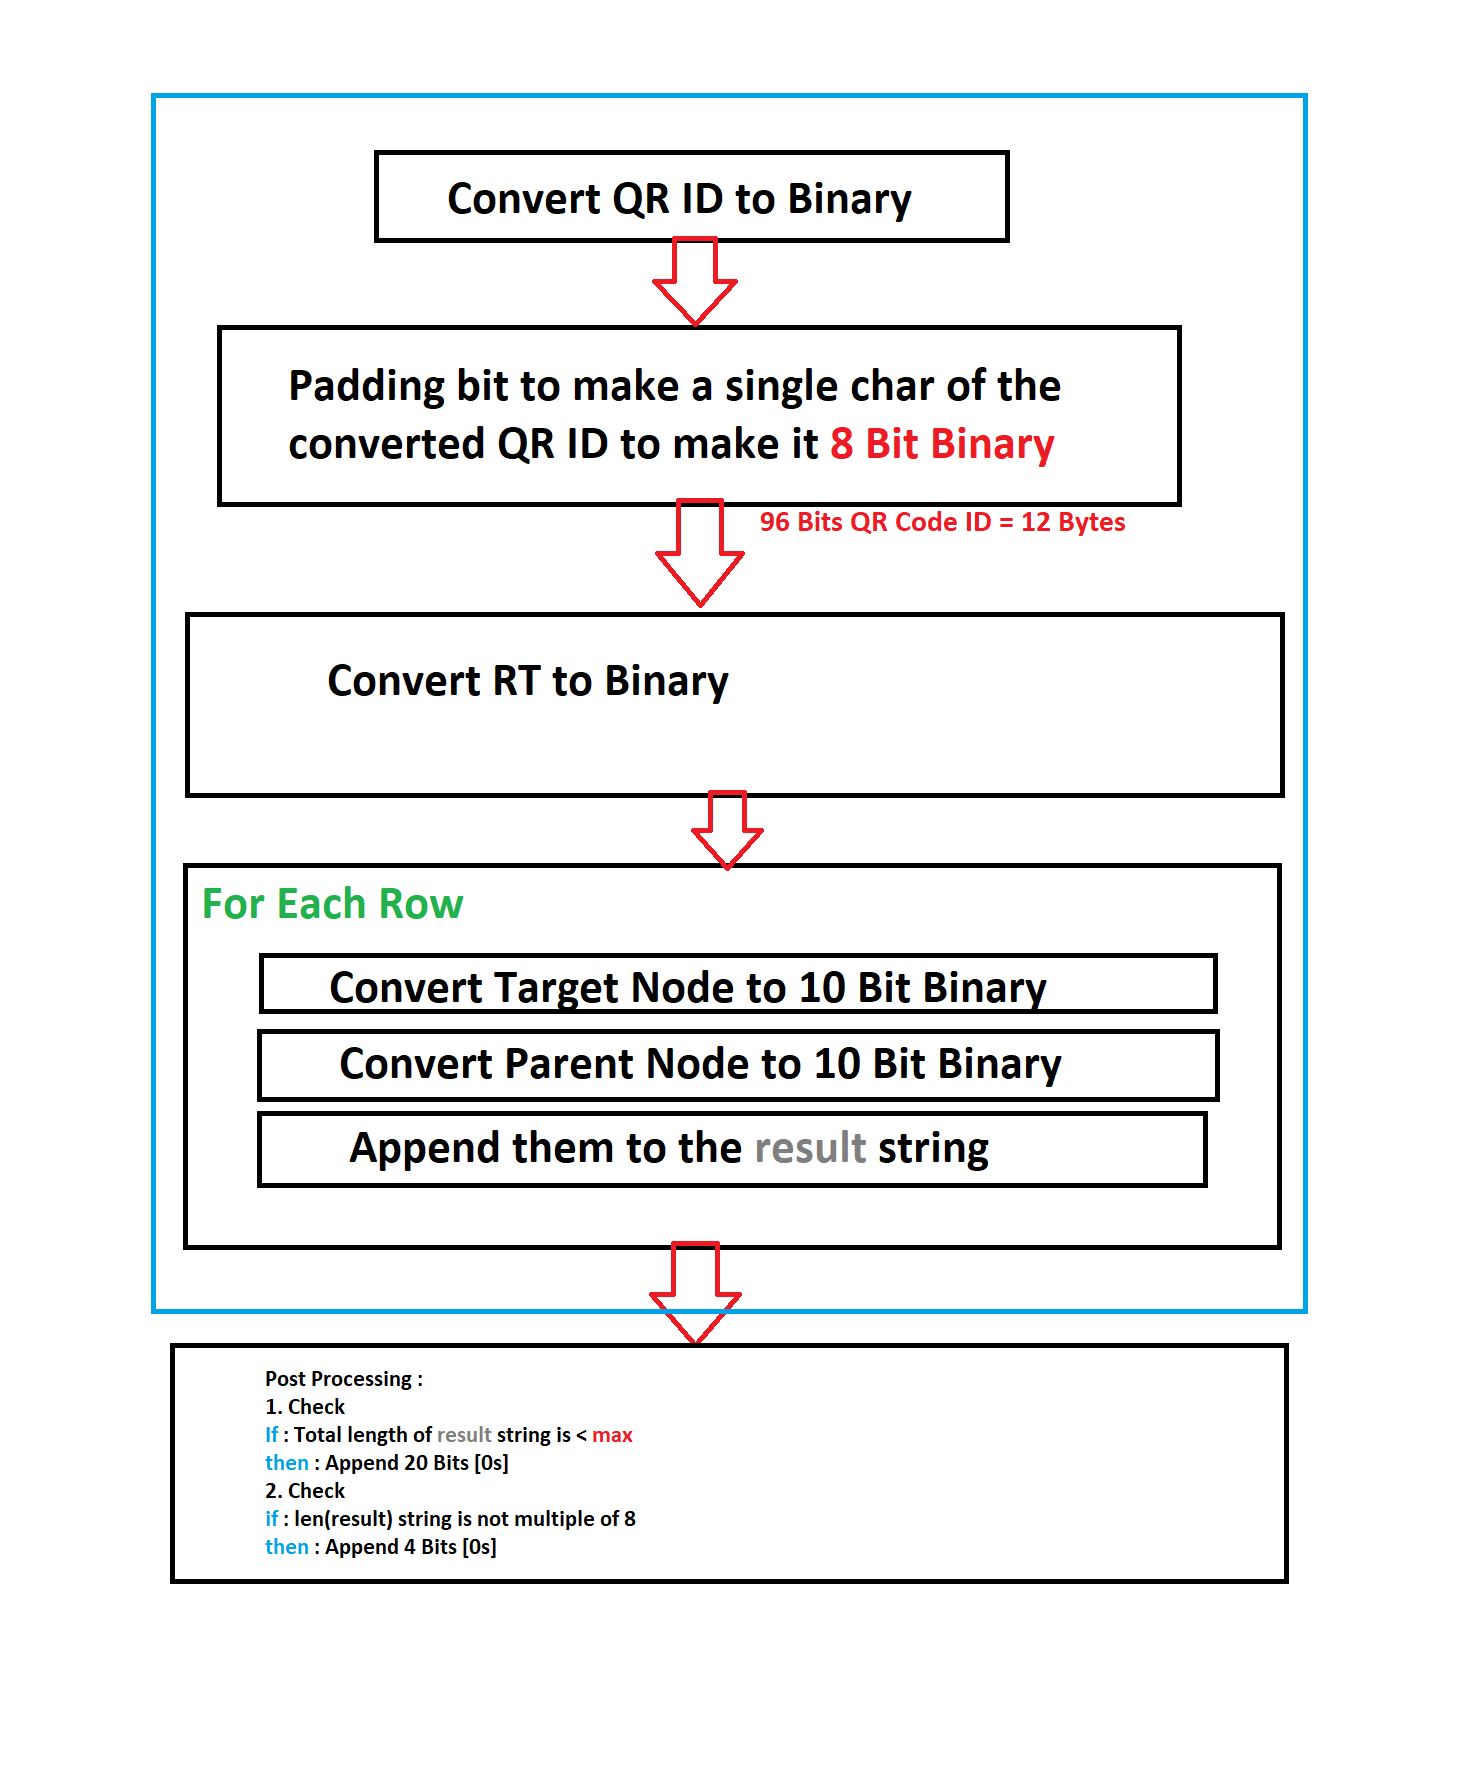 Convert QR ID to Binary
Padding bit to make a single char of the
converted QR ID to make it 8 Bit Binary
96 Bits QR Code ID = 12 Bytes
Convert RT to Binary
For Each Row
Convert Target Node to 10 Bit Binary
Convert Parent Node to 10 Bit Binary
Append them to the result string
Post Processing :
1. Check
If : Total length of result string is < max
then : Append 20 Bits [0s]
2. Check
if : len(result) string is not multiple of 8
then : Append 4 Bits [0s]